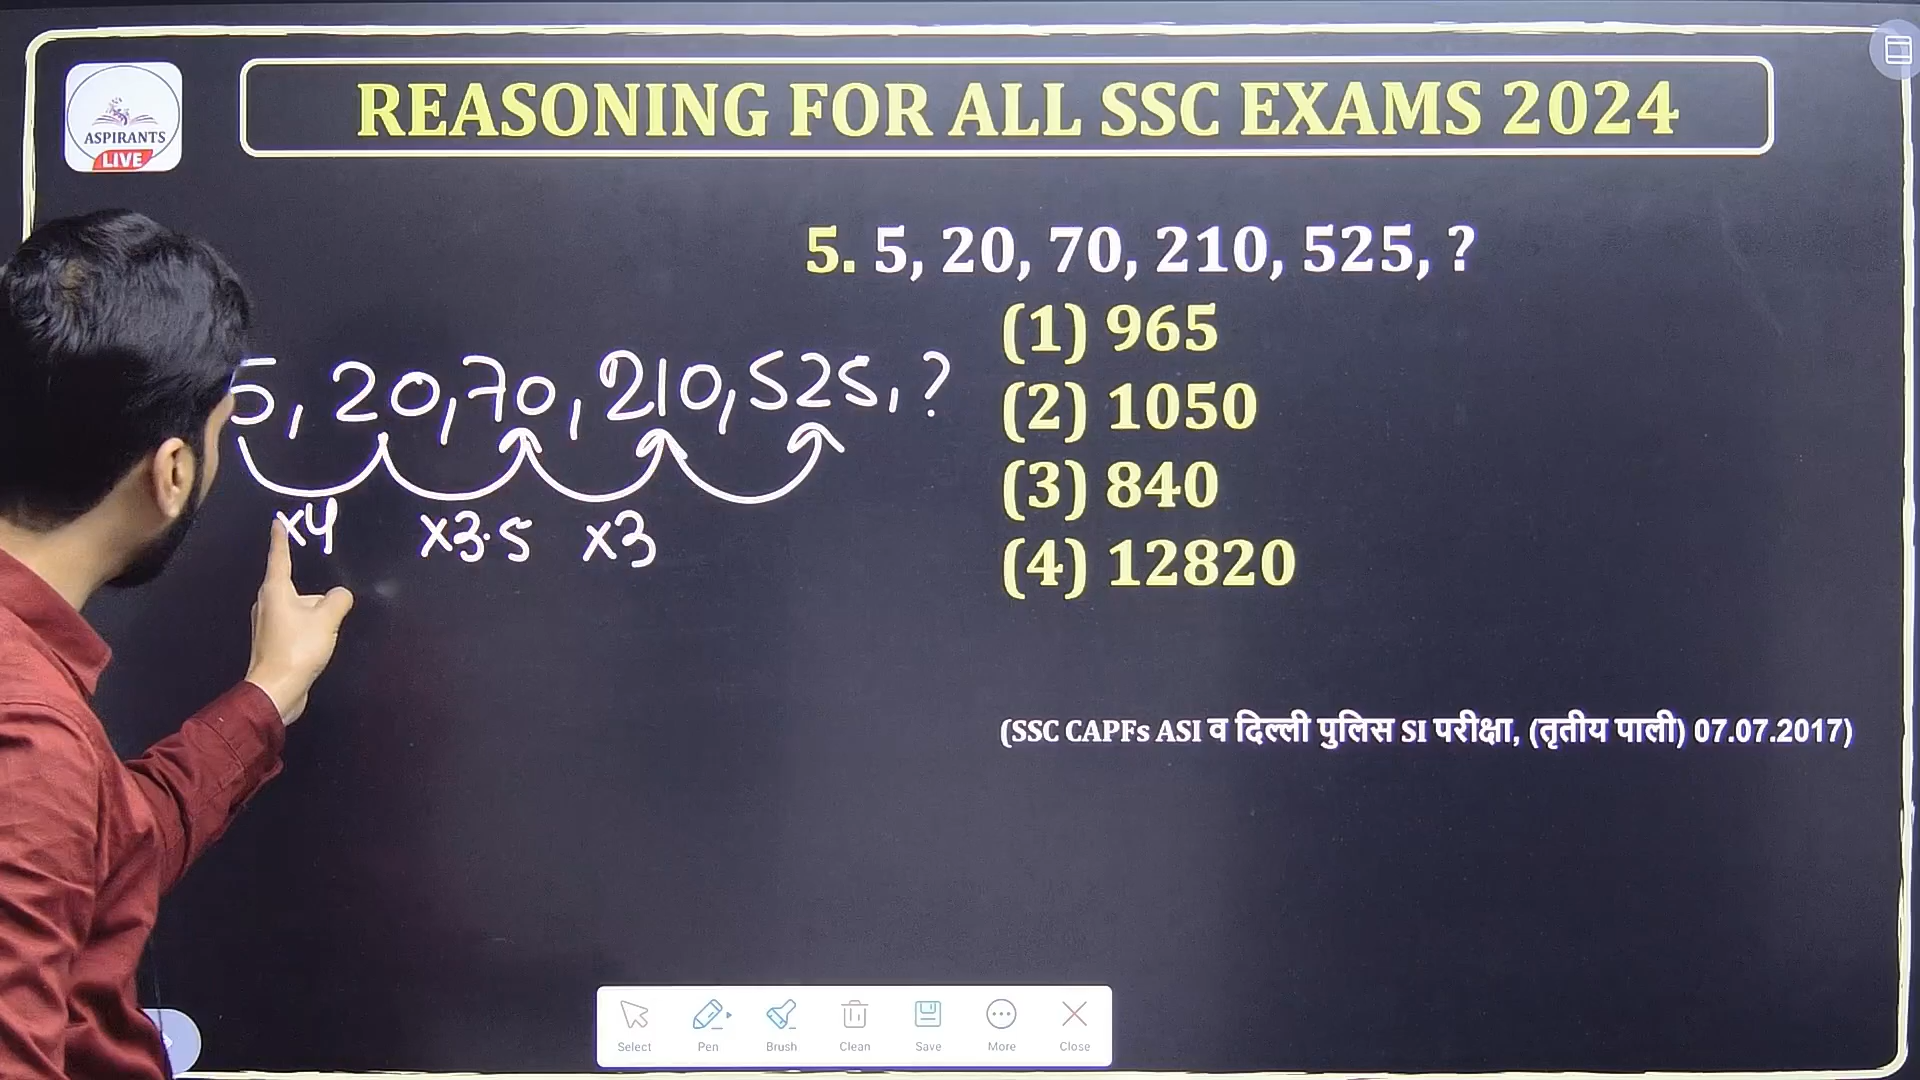 ASPIRANTS
LIVE
REASONING FOR ALL SSC EXAMS 2024
5. 5, 20, 70, 210, 525, ?
(1) 965
(2) 1050
(3) 840
(4) 12820
5, 20, 70, 210, 525, ?
×4 ×3.5 ×3
(SSC CAPFs ASI व दिल्ली पुलिस SI परीक्षा, (तृतीय पाली) 07.07.2017)
Select Pen Brush Clean Save More Close